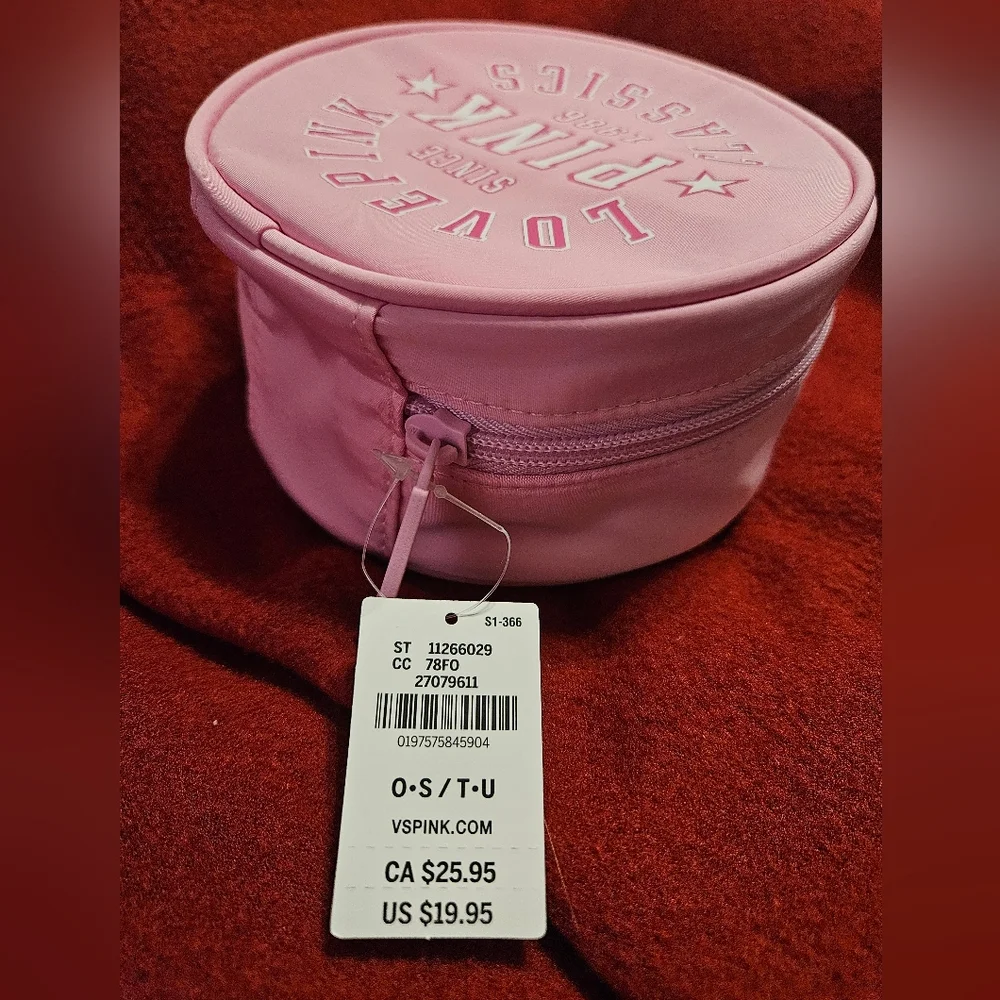 LOVE PINK
CLASSICS
SINCE
PINK
1986
S1-366
ST 11266029
CC 78FO
27079611
0197575845904
O•S / T•U
VSPINK.COM
CA $25.95
US $19.95